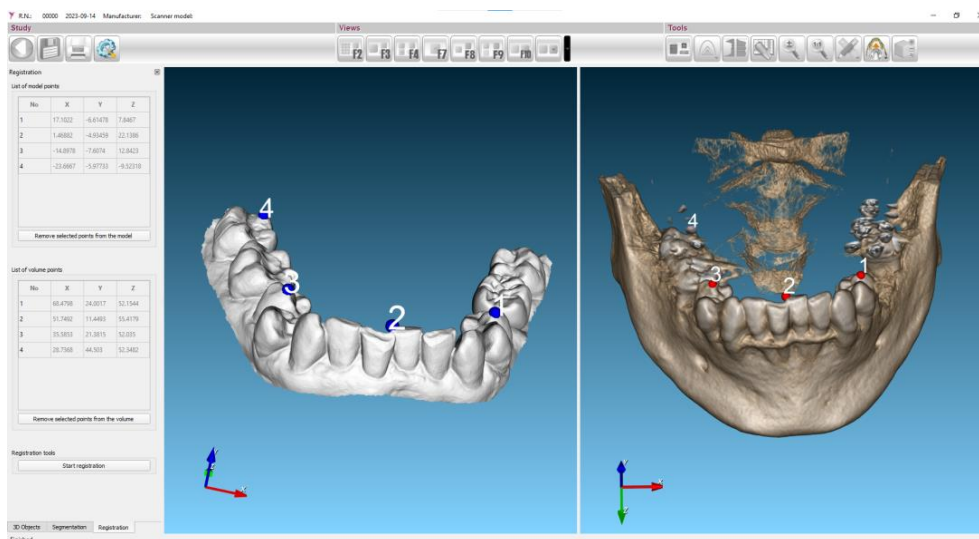 R.N.: 00000 2023-09-14 Manufacturer: Scanner model:
Study Views Tools
F2 F3 F4 F7 F8 F9 F10
Registration
List of model points
No X Y Z
1 17.1022 -6.61478 7.8467
2 1.46882 -4.93459 22.1386
3 -14.8978 -7.6074 12.8423
4 -23.6667 -5.97733 -9.52318
Remove selected points from the model
List of volume points
No X Y Z
1 68.4798 24.0017 52.1544
2 51.7492 11.4493 55.4179
3 35.5853 21.3815 52.035
4 28.7368 44.503 52.3482
Remove selected points from the volume
Registration tools
Start registration
3D Objects Segmentation Registration
4
3
2
1
4
3
2
1